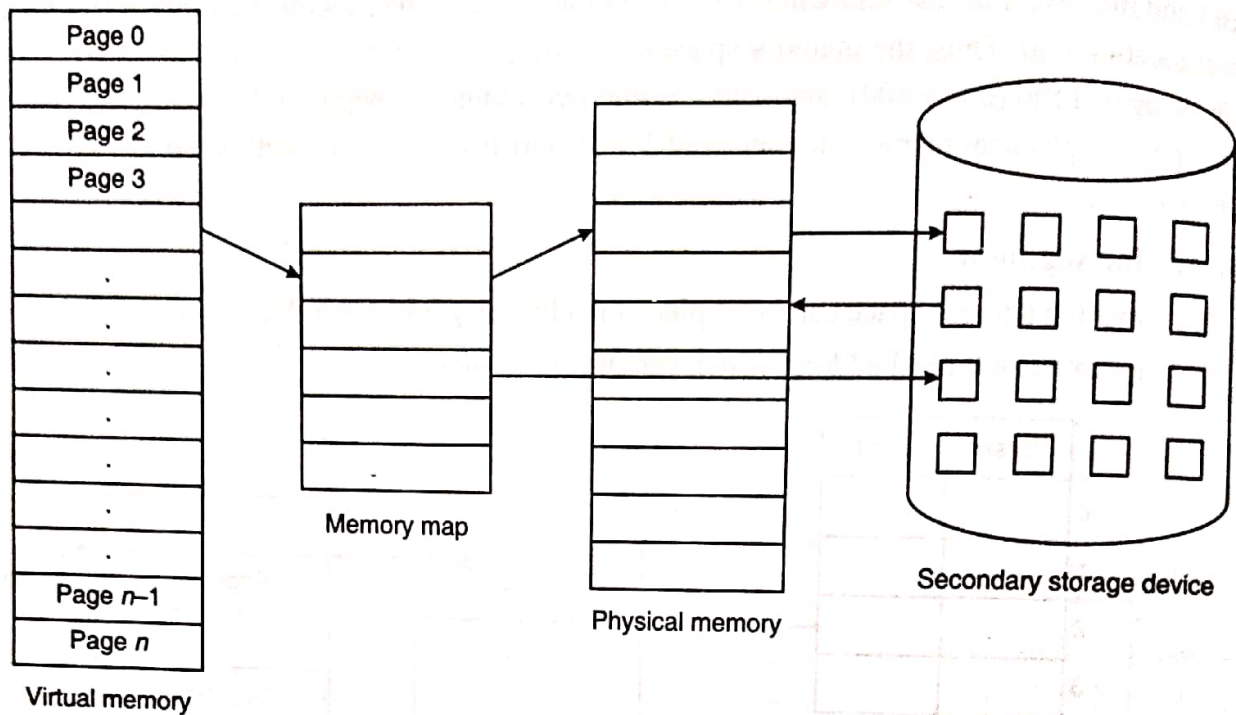 Page 0
Page 1
Page 2
Page 3
.
.
.
.
.
.
.
Page n–1
Page n
Virtual memory
Memory map
Physical memory
Secondary storage device